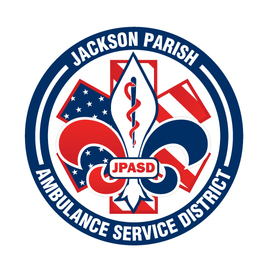 JACKSON PARISH
JPASD
AMBULANCE SERVICE DISTRICT